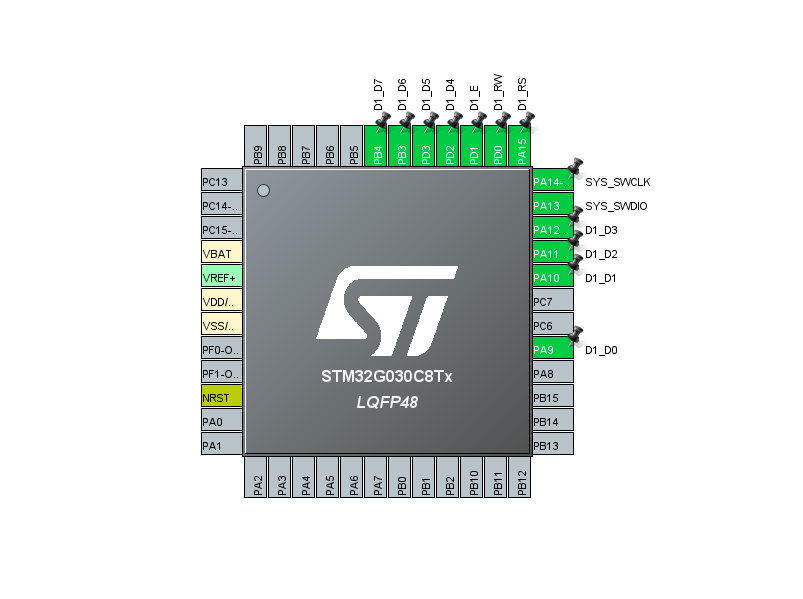 D1_D7
D1_D6
D1_D5
D1_D4
D1_E
D1_RW
D1_RS
PB9
PB8
PB7
PB6
PB5
PB4
PB3
PD3
PD2
PD1
PD0
PA15
PC13
PC14-..
PC15-..
VBAT
VREF+
VDD/..
VSS/..
PF0-O..
PF1-O..
NRST
PA0
PA1
STM32G030C8Tx
LQFP48
PA14-.. SYS_SWCLK
PA13 SYS_SWDIO
PA12 .. D1_D3
PA11 .. D1_D2
PA10 D1_D1
PC7
PC6
PA9 D1_D0
PA8
PB15
PB14
PB13
PA2
PA3
PA4
PA5
PA6
PA7
PB0
PB1
PB2
PB10
PB11
PB12